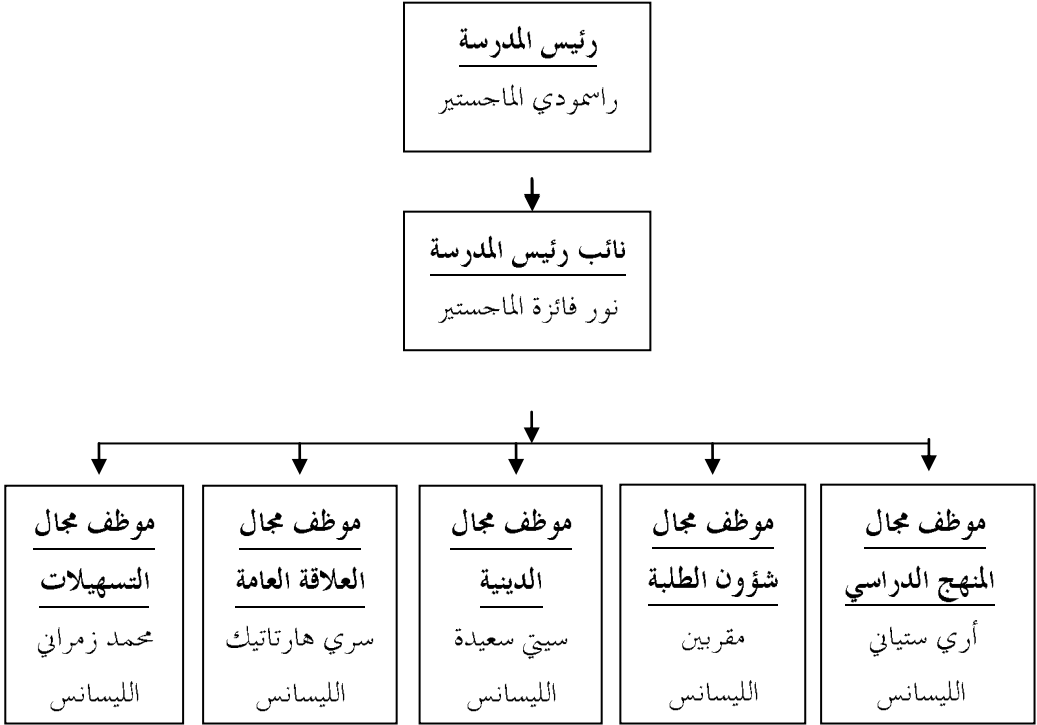 رئيس المدرسة
راسمودي الماجستير
نائب رئيس المدرسة
نور فائزة الماجستير
موظف مجال
المنهج الدراسي
أري ستياني
الليسانس
موظف مجال
شؤون الطلبة
مقربين
الليسانس
موظف مجال
الدينية
سيتي سعيدة
الليسانس
موظف مجال
العلاقة العامة
سري هارتاتيك
الليسانس
موظف مجال
التسهيلات
محمد زمراني
الليسانس